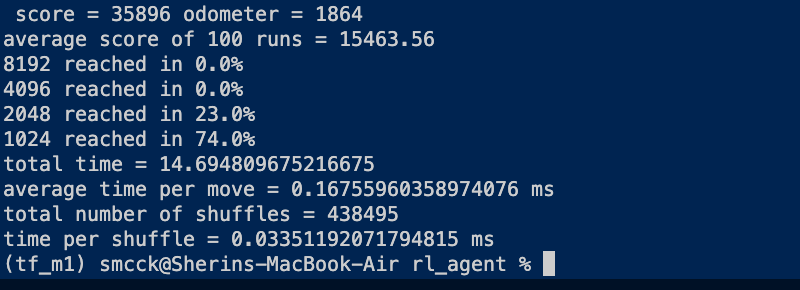 score = 35896 odometer = 1864
average score of 100 runs = 15463.56
8192 reached in 0.0%
4096 reached in 0.0%
2048 reached in 23.0%
1024 reached in 74.0%
total time = 14.694809675216675
average time per move = 0.16755960358974076 ms
total number of shuffles = 438495
time per shuffle = 0.03351192071794815 ms
(tf_m1) smcck@Sherins-MacBook-Air rl_agent %